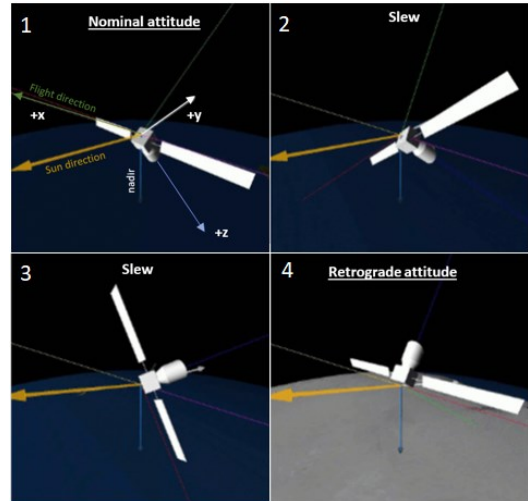 1
Nominal attitude
Flight direction
+x
+y
Sun direction
nadir
+z
2
Slew
3
Slew
4
Retrograde attitude